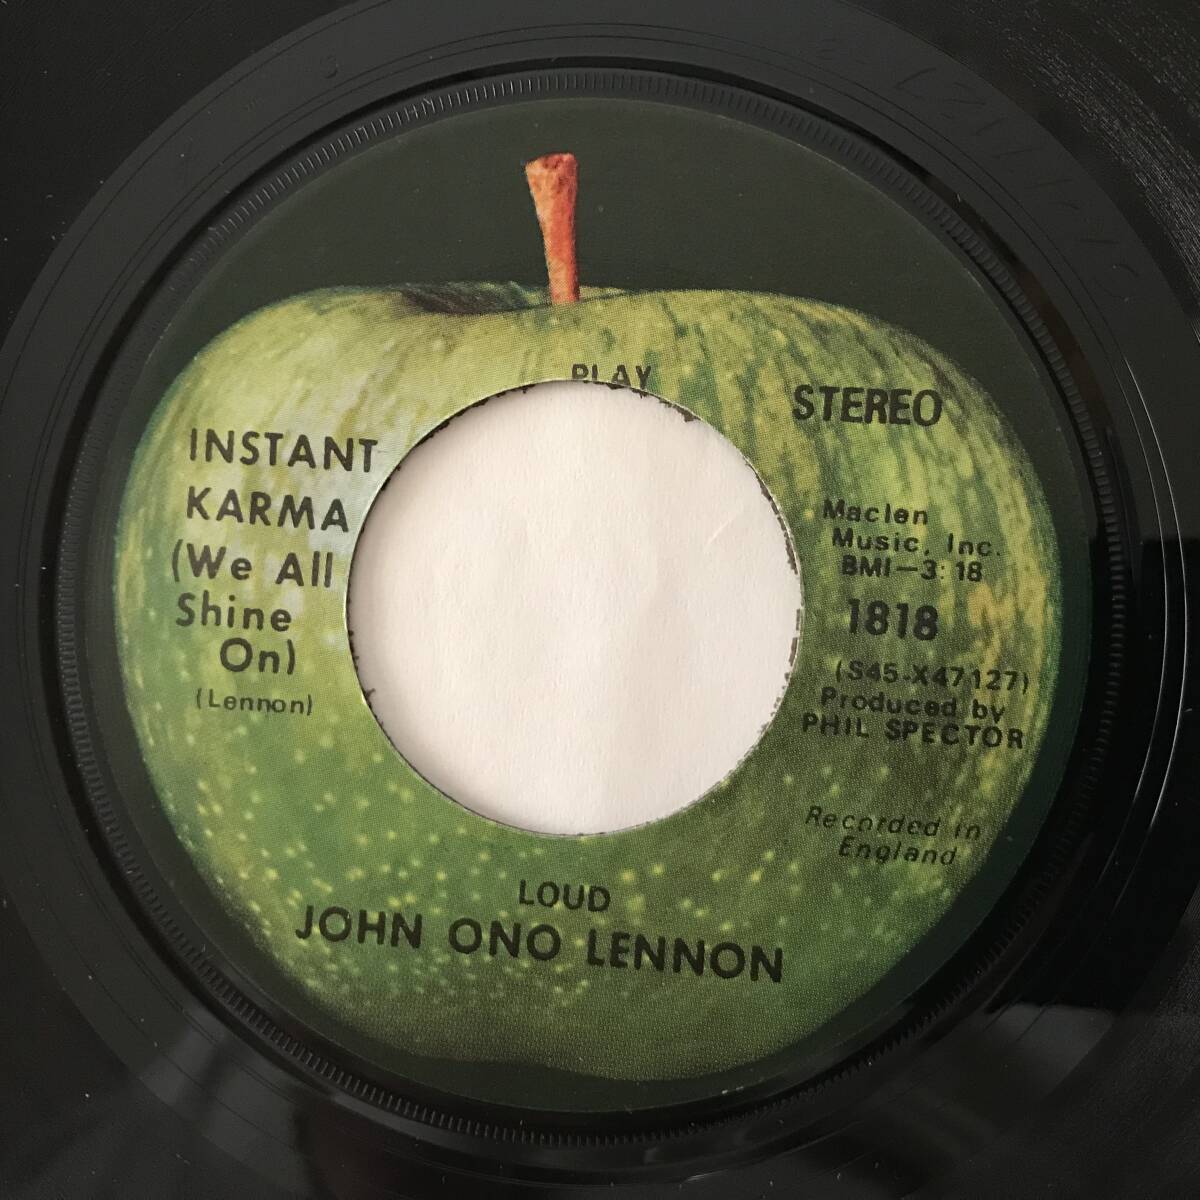 PLAY
STEREO
INSTANT
KARMA
(We All
Shine
On)
(Lennon)
Maclen
Music, Inc.
BMI-3:18
1818
(S45-X47127)
Produced by
PHIL SPECTOR
Recorded in
England
LOUD
JOHN ONO LENNON